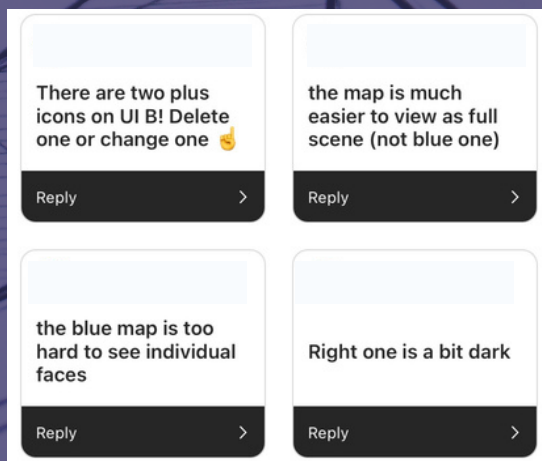 There are two plus
icons on UI B! Delete
one or change one ☝️
Reply
the map is much
easier to view as full
scene (not blue one)
Reply
the blue map is too
hard to see individual
faces
Reply
Right one is a bit dark
Reply